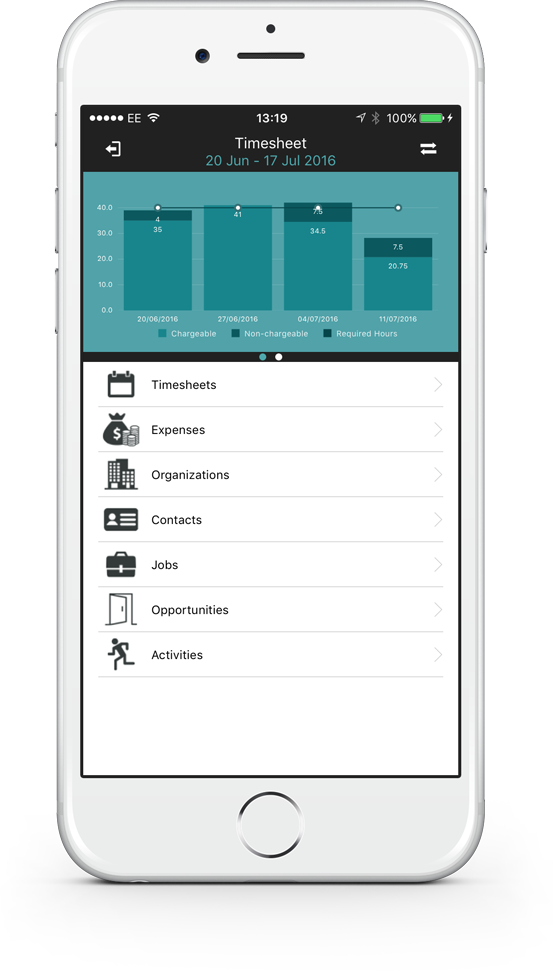 EE 13:19 100%
Timesheet
20 Jun - 17 Jul 2016
40.0
30.0
20.0
10.0
0.0
4
35
41
7.5
34.5
7.5
20.75
20/06/2016 27/06/2016 04/07/2016 11/07/2016
Chargeable Non-chargeable Required Hours
Timesheets
Expenses
Organizations
Contacts
Jobs
Opportunities
Activities